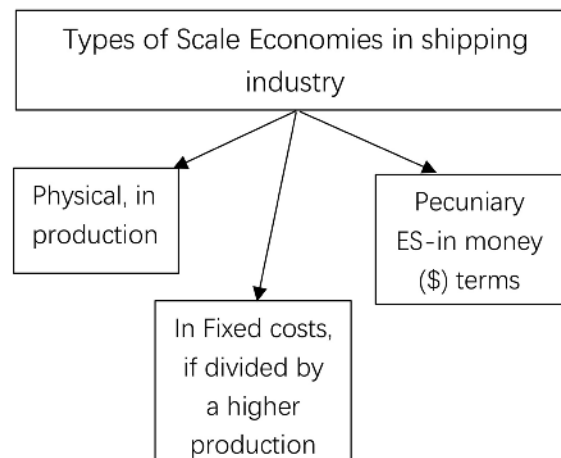 Types of Scale Economies in shipping
industry
Physical, in
production
Pecuniary
ES-in money
($) terms
In Fixed costs,
if divided by
a higher
production